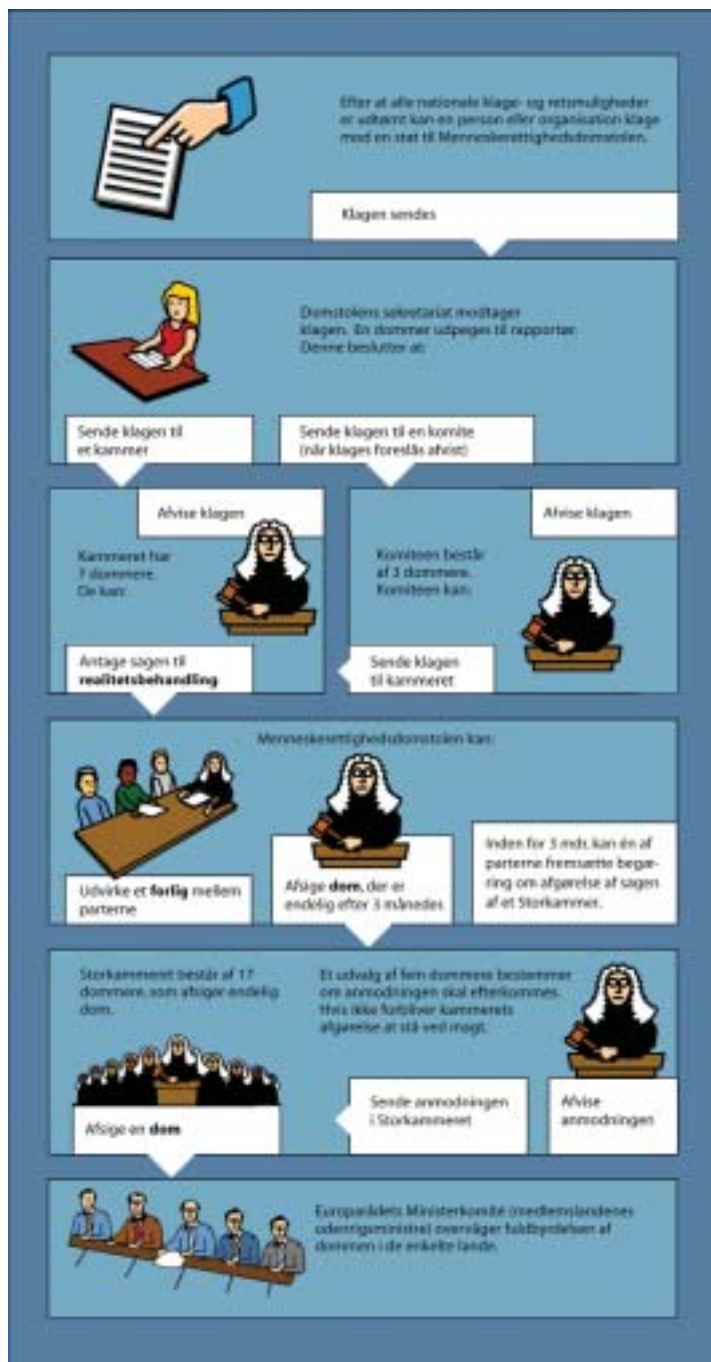 Efter at alle nationale klage- og retsmuligheder
er udtømt kan en person eller organisation klage
mod en stat til Menneskerettighedsdomstolen.
Klagen sendes
Domstolens sekretariat modtager
klagen. En dommer udpeges til rapportør.
Denne beslutter at:
Sende klagen til
et kammer
Sende klagen til en komite
(når klages foreslås afvist)
Afvise klagen
Kammeret har
7 dommere.
De kan:
Antage sagen til
realitetsbehandling
Afvise klagen
Komiteen består
af 3 dommere.
Komiteen kan:
Sende klagen
til kammeret
Menneskerettighedsdomstolen kan:
Udvirke et forlig mellem
parterne
Afsige dom, der er
endelig efter 3 månedes
Inden for 3 mdr. kan én af
parterne fremsætte begæ-
ring om afgørelse af sagen
af et Storkammer.
Storkammeret består af 17
dommere, som afsiger endelig
dom.
Et udvalg af fem dommere bestemmer
om anmodningen skal efterkommes.
Hvis ikke forbliver kammerets
afgørelse at stå ved magt.
Afsige en dom
Sende anmodningen
i Storkammeret
Afvise
anmodningen
Europarådets Ministerkomité (medlemslandenes
udenrigsministre) overvåger fuldbyrdelsen af
dommen i de enkelte lande.